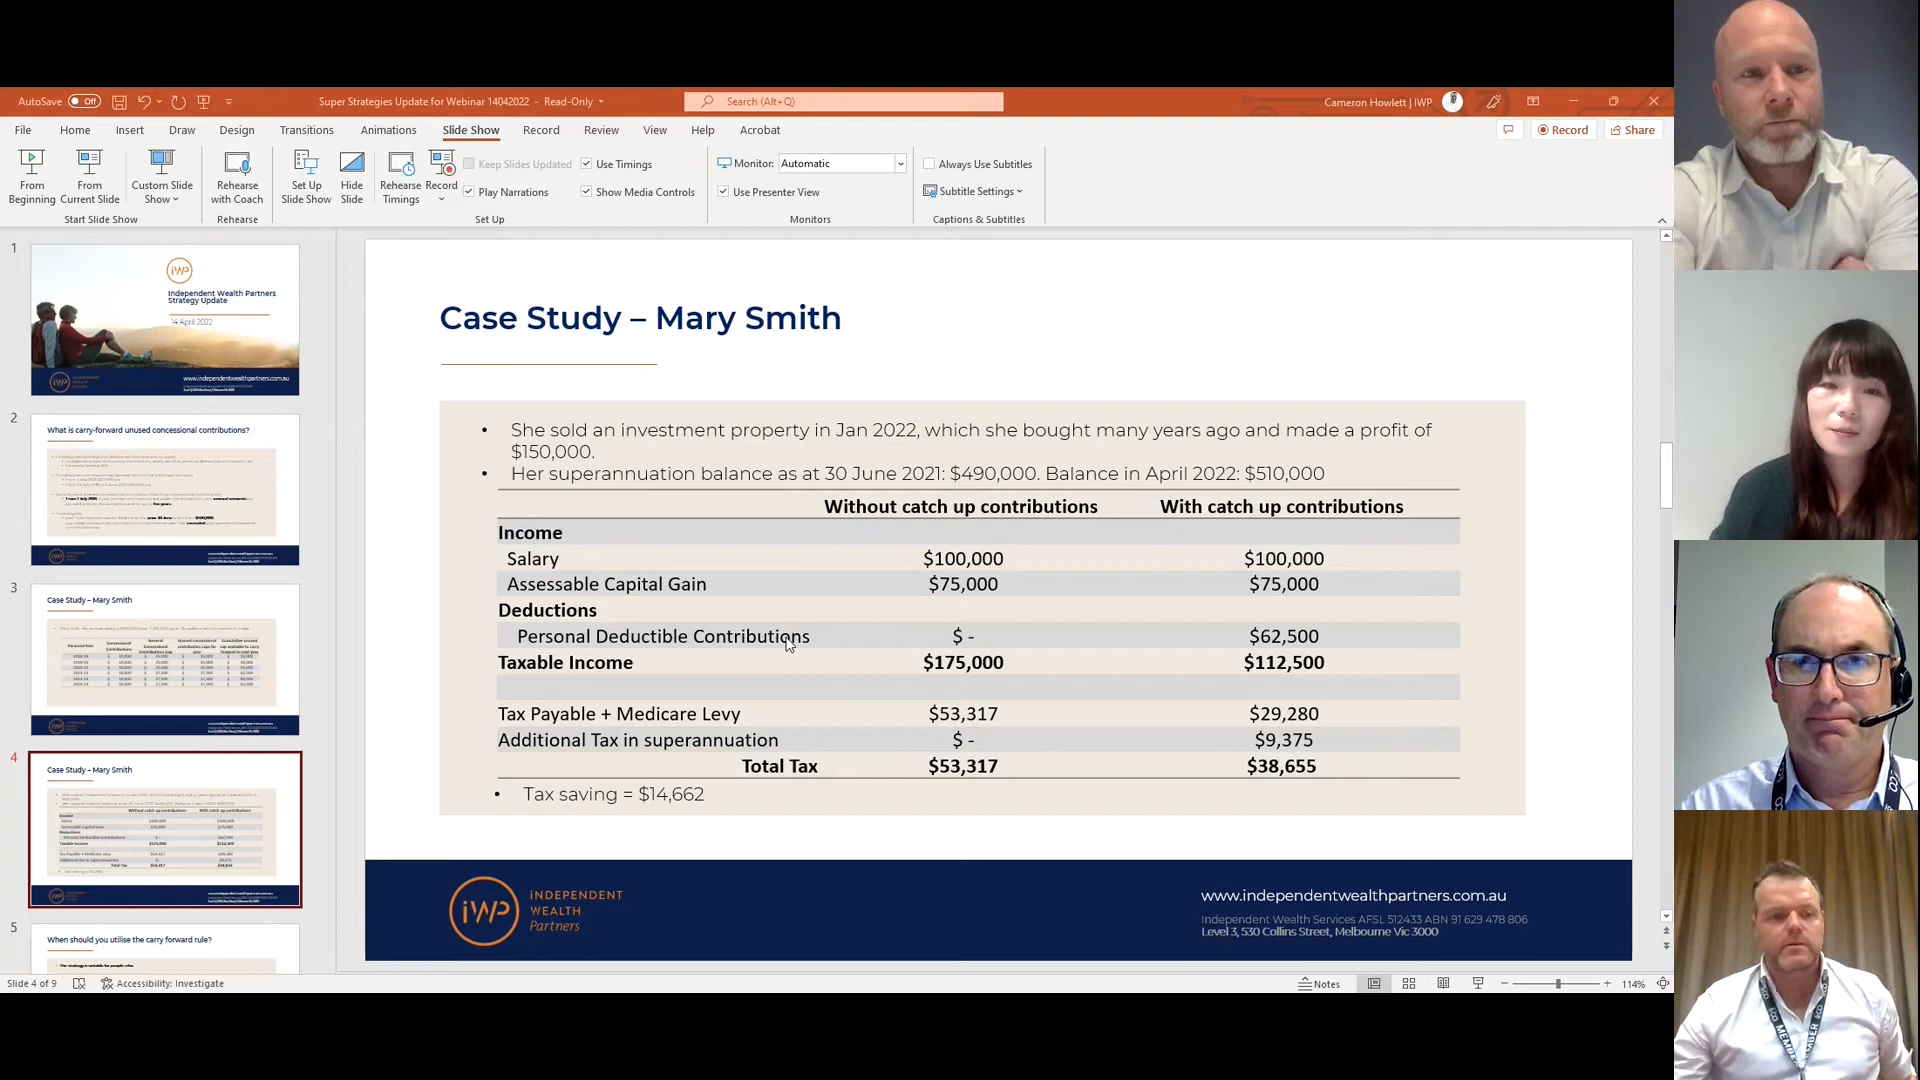 AutoSave Off
Super Strategies Update for Webinar 14042022 - Read-Only
Search (Alt+Q)
Cameron Howlett | IWP
File Home Insert Draw Design Transitions Animations Slide Show Record Review View Help Acrobat
Record Share
From Beginning
From Current Slide
Custom Slide Show
Start Slide Show
Rehearse with Coach
Rehearse
Set Up Slide Show
Hide Slide
Rehearse Timings
Record
Keep Slides Updated
Use Timings
Play Narrations
Show Media Controls
Set Up
Monitor: Automatic
Use Presenter View
Monitors
Always Use Subtitles
Subtitle Settings
Captions & Subtitles
1
iWP
Independent Wealth Partners
Strategy Update
14 April 2022
www.independentwealthpartners.com.au
2
What is carry-forward unused concessional contributions?
3
Case Study – Mary Smith
4
Case Study – Mary Smith
5
When should you utilise the carry forward rule?
Case Study – Mary Smith
• She sold an investment property in Jan 2022, which she bought many years ago and made a profit of
$150,000.
• Her superannuation balance as at 30 June 2021: $490,000. Balance in April 2022: $510,000
Without catch up contributions With catch up contributions
Income
Salary $100,000 $100,000
Assessable Capital Gain $75,000 $75,000
Deductions
Personal Deductible Contributions $ - $62,500
Taxable Income $175,000 $112,500
Tax Payable + Medicare Levy $53,317 $29,280
Additional Tax in superannuation $ - $9,375
Total Tax $53,317 $38,655
• Tax saving = $14,662
iWP
INDEPENDENT
WEALTH
Partners
www.independentwealthpartners.com.au
Independent Wealth Services AFSL 512433 ABN 91 629 478 806
Level 3, 530 Collins Street, Melbourne Vic 3000
Slide 4 of 9
Accessibility: Investigate
Notes
114%
MEMBER